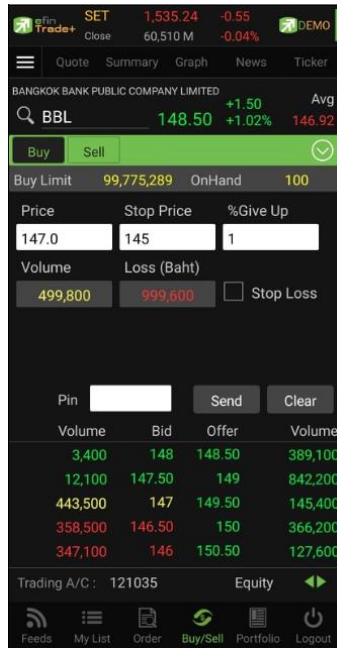 efin Trade+ SET 1,535.24 -0.55 DEMO
Close 60,510 M -0.04%
Quote Summary Graph News Ticker
BANGKOK BANK PUBLIC COMPANY LIMITED
BBL 148.50 +1.50 +1.02% Avg 146.92
Buy Sell
Buy Limit 99,775,289 OnHand 100
Price Stop Price %Give Up
147.0 145 1
Volume Loss (Baht)
499,800 999,600 Stop Loss
Pin Send Clear
Volume Bid Offer Volume
3,400 148 148.50 389,100
12,100 147.50 149 842,200
443,500 147 149.50 145,400
358,500 146.50 150 366,200
347,100 146 150.50 127,600
Trading A/C : 121035 Equity
Feeds My List Order Buy/Sell Portfolio Logout